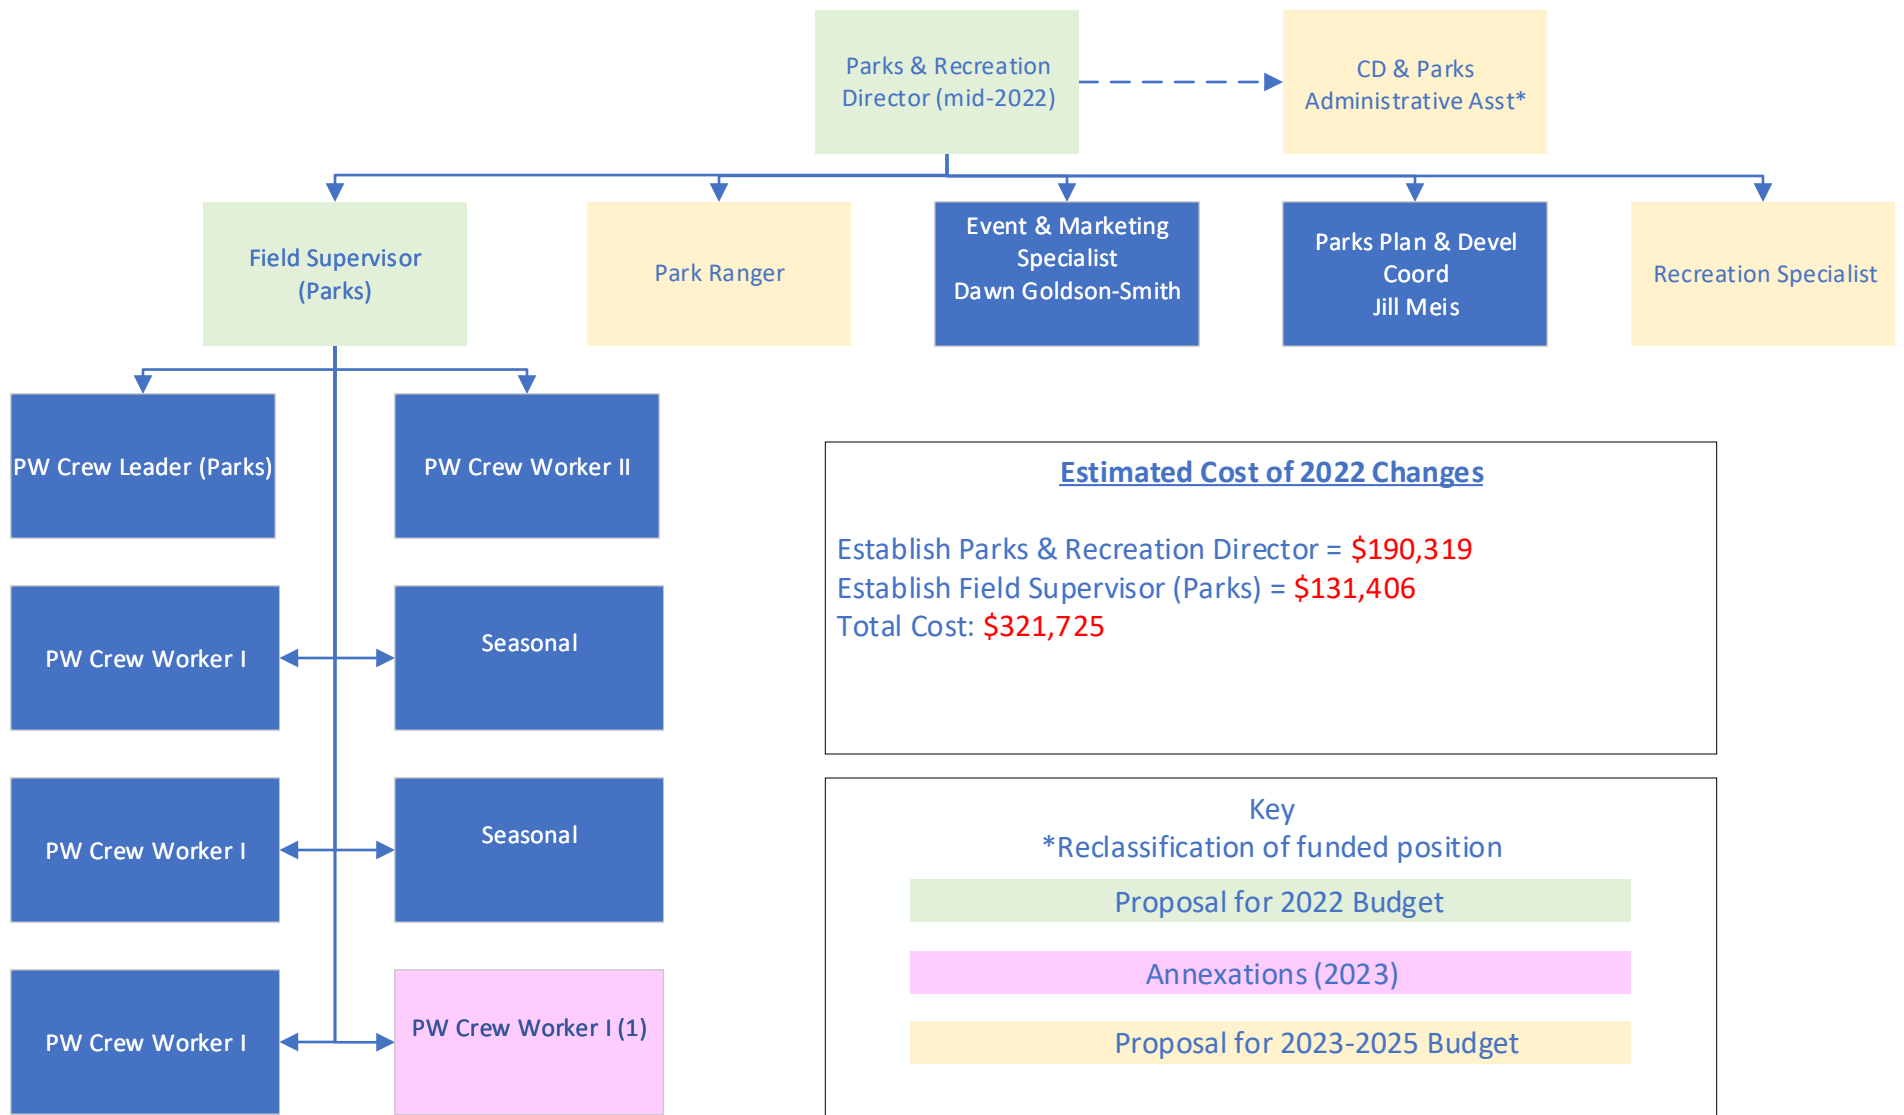 Parks & Recreation
Director (mid-2022)
CD & Parks
Administrative Asst*
Field Supervisor
(Parks)
Park Ranger
Event & Marketing
Specialist
Dawn Goldson-Smith
Parks Plan & Devel
Coord
Jill Meis
Recreation Specialist
PW Crew Leader (Parks)
PW Crew Worker II
PW Crew Worker I
Seasonal
PW Crew Worker I
Seasonal
PW Crew Worker I
PW Crew Worker I (1)
Estimated Cost of 2022 Changes
Establish Parks & Recreation Director = $190,319
Establish Field Supervisor (Parks) = $131,406
Total Cost: $321,725
Key
*Reclassification of funded position
Proposal for 2022 Budget
Annexations (2023)
Proposal for 2023-2025 Budget